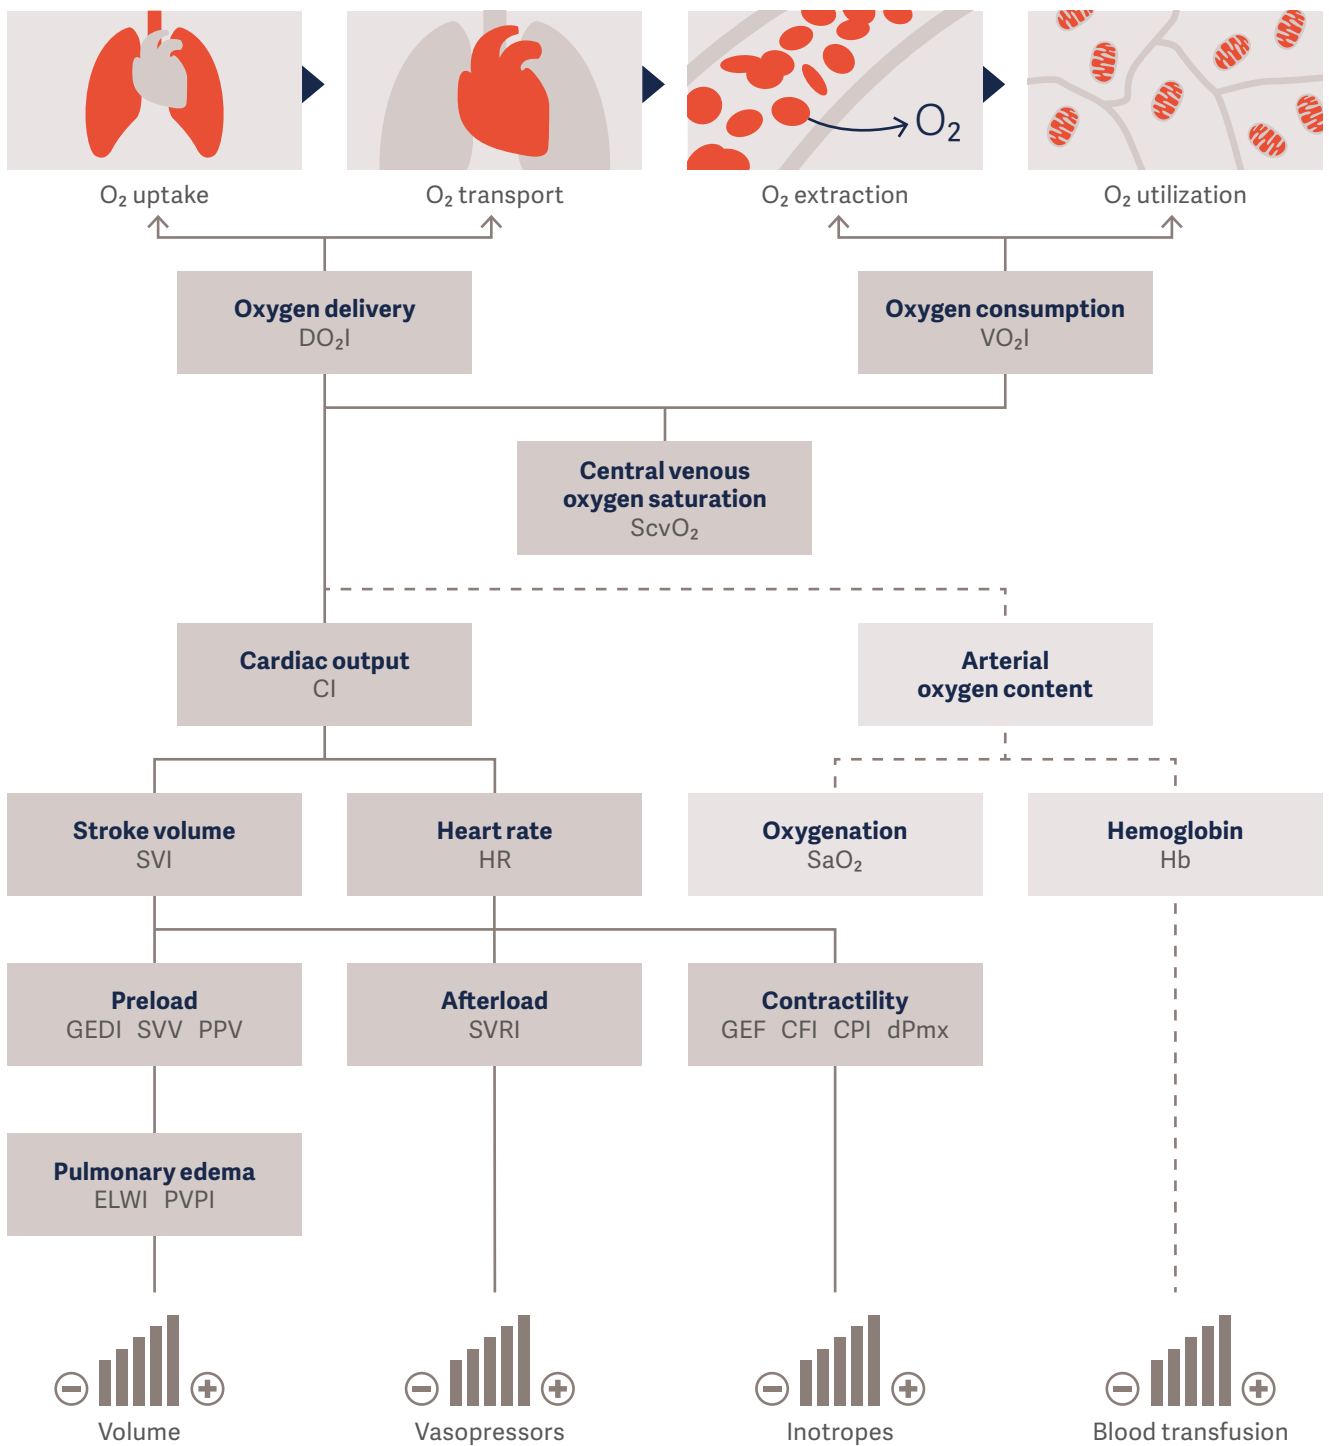 O₂
O₂ uptake
O₂ transport
O₂ extraction
O₂ utilization
Oxygen delivery
DO₂I
Oxygen consumption
VO₂I
Central venous
oxygen saturation
ScvO₂
Cardiac output
CI
Arterial
oxygen content
Stroke volume
SVI
Heart rate
HR
Oxygenation
SaO₂
Hemoglobin
Hb
Preload
GEDI SVV PPV
Afterload
SVRI
Contractility
GEF CFI CPI dPmx
Pulmonary edema
ELWI PVPI
Volume
Vasopressors
Inotropes
Blood transfusion